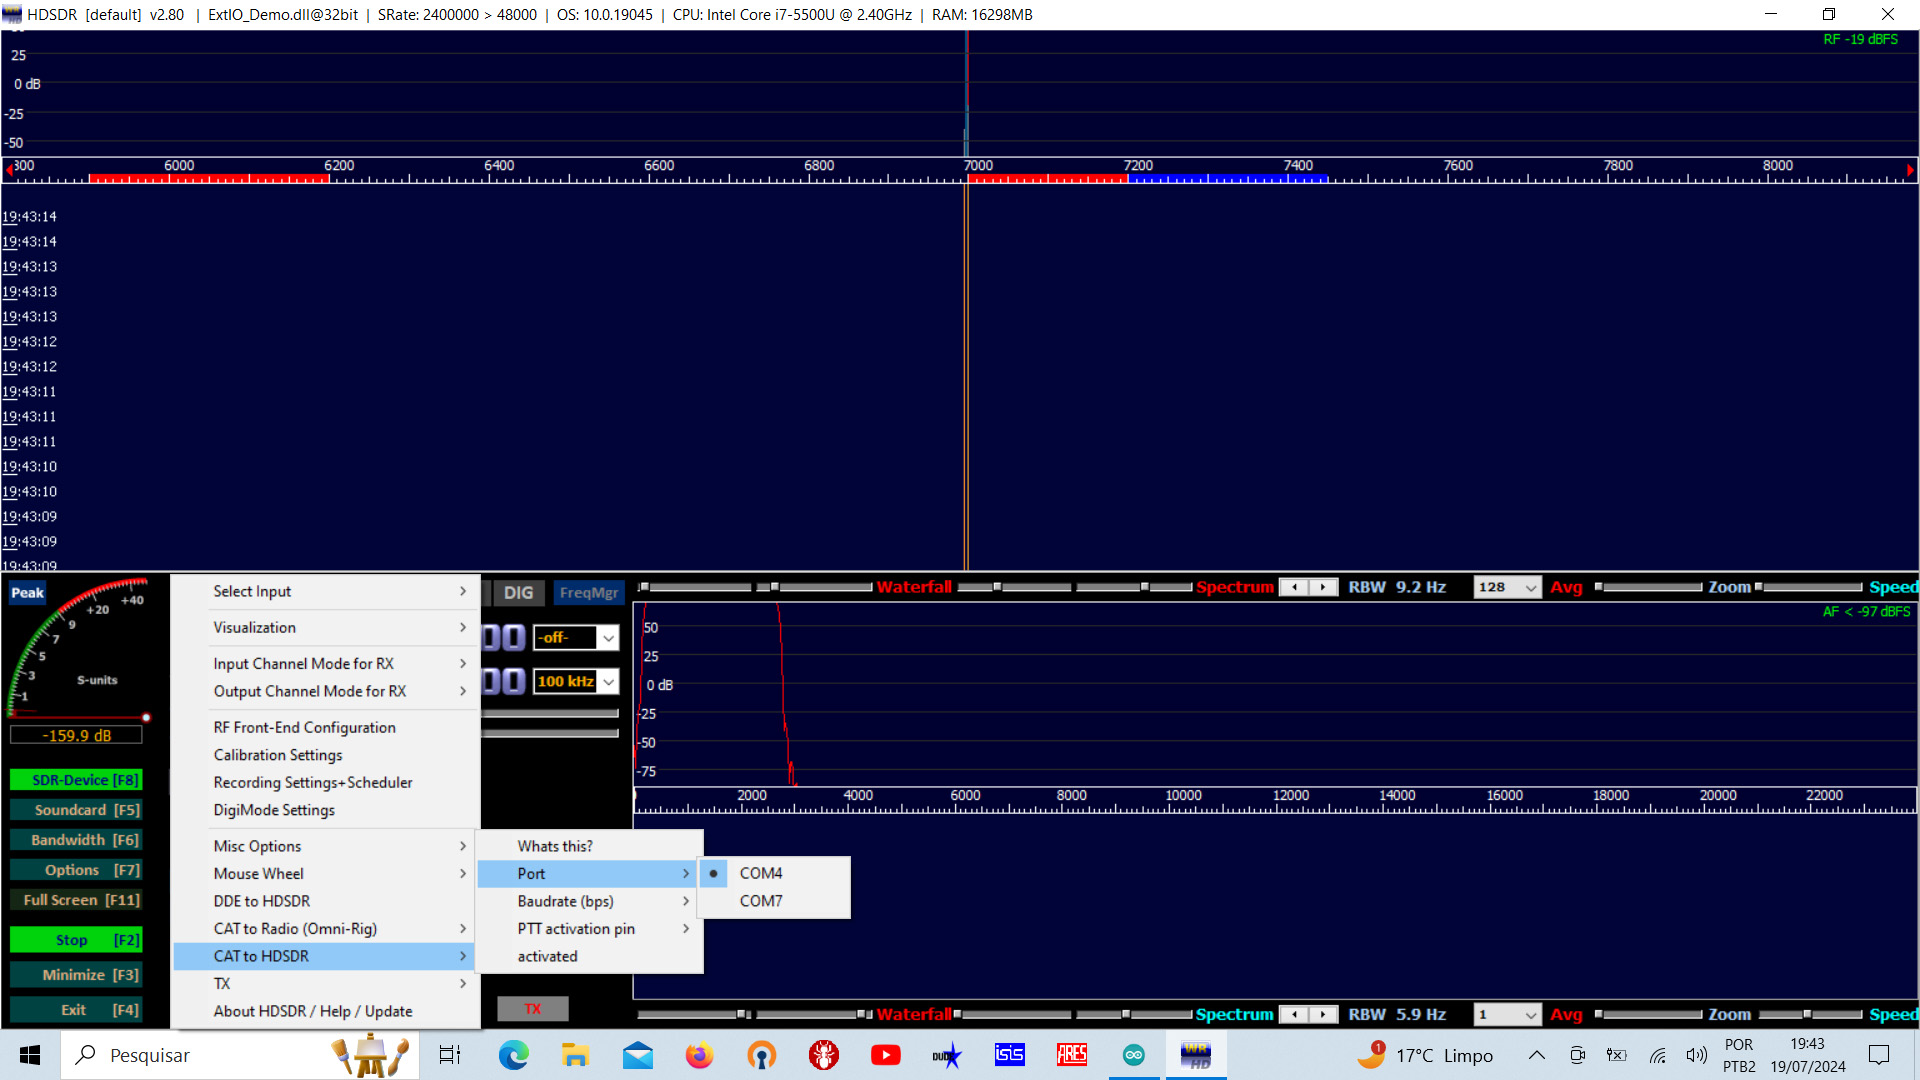 HDSDR [default] v2.80 | ExtIO_Demo.dll@32bit | SRate: 2400000 > 48000 | OS: 10.0.19045 | CPU: Intel Core i7-5500U @ 2.40GHz | RAM: 16298MB
RF -19 dBFS
25
0 dB
-25
-50
6000 6200 6400 6600 6800 7000 7200 7400 7600 7800 8000
19:43:14
19:43:14
19:43:13
19:43:13
19:43:13
19:43:12
19:43:12
19:43:11
19:43:11
19:43:11
19:43:10
19:43:10
19:43:09
19:43:09
19:43:09
Peak
1 3 5 7 9 +20 +40
S-units
-159.9 dB
SDR-Device [F8]
Soundcard [F5]
Bandwidth [F6]
Options [F7]
Full Screen [F11]
Stop [F2]
Minimize [F3]
Exit [F4]
Select Input
Visualization
Input Channel Mode for RX
Output Channel Mode for RX
RF Front-End Configuration
Calibration Settings
Recording Settings+Scheduler
DigiMode Settings
Misc Options
Mouse Wheel
DDE to HDSDR
CAT to Radio (Omni-Rig)
CAT to HDSDR
TX
About HDSDR / Help / Update
Whats this?
Port
Baudrate (bps)
PTT activation pin
activated
COM4
COM7
DIG FreqMgr
-off-
100 kHz
TX
Waterfall Spectrum RBW 9.2 Hz 128 Avg Zoom Speed
AF < -97 dBFS
50
25
0 dB
-25
-50
-75
2000 4000 6000 8000 10000 12000 14000 16000 18000 20000 22000
Waterfall Spectrum RBW 5.9 Hz 1 Avg Zoom Speed
Pesquisar
DUDE
isis
ARES
WR HD
1
17°C Limpo
POR
PTB2
19:43
19/07/2024